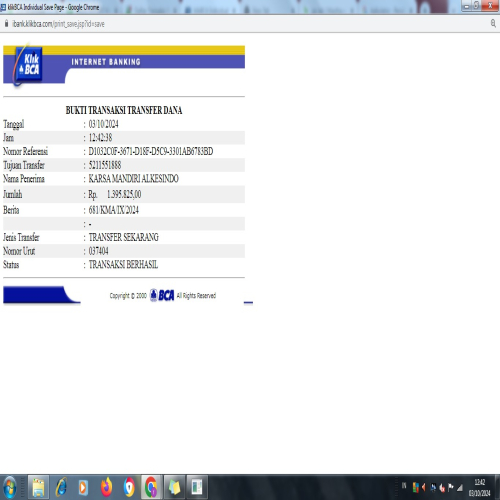 klikBCA Individual Save Page - Google Chrome
ibank.klikbca.com/print_save.jsp?id=save
Klik BCA
INTERNET BANKING
BUKTI TRANSAKSI TRANSFER DANA
Tanggal : 03/10/2024
Jam : 12:42:38
Nomor Referensi : D1032C0F-3671-D18F-D5C9-3301AB6783BD
Tujuan Transfer : 5211551888
Nama Penerima : KARSA MANDIRI ALKESINDO
Jumlah : Rp. 1.395.825,00
Berita : 681/KMA/IX/2024
: -
Jenis Transfer : TRANSFER SEKARANG
Nomor Urut : 037404
Status : TRANSAKSI BERHASIL
Copyright © 2000 BCA All Rights Reserved
IN
12:42
03/10/2024